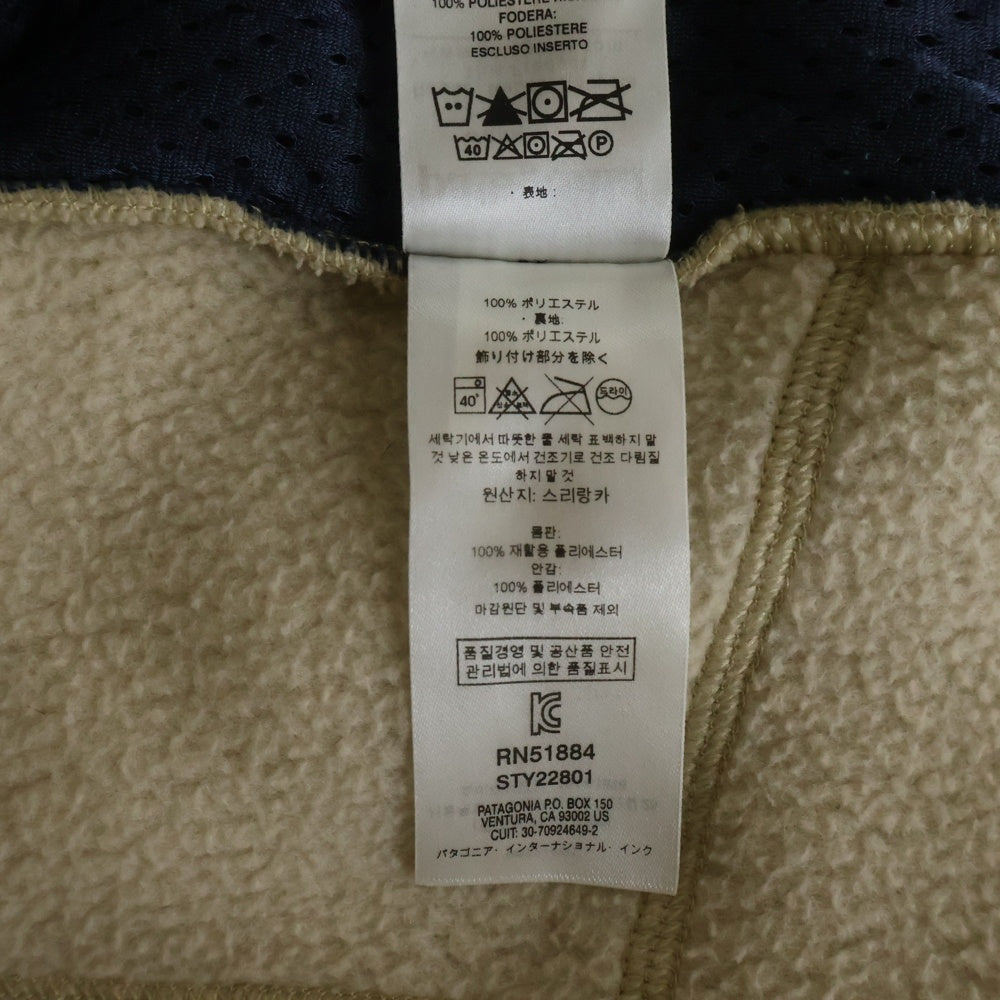 100% POLIESTERE
FODERA:
100% POLIESTERE
ESCLUSO INSERTO
40 P
・表地:
100% ポリエステル
・裏地:
100% ポリエステル
飾り付け部分を除く
40° 드라이
세탁기에서 따뜻한 물 세탁 표백하지 말
것 낮은 온도에서 건조기로 건조 다림질
하지 말 것
원산지: 스리랑카
몸판:
100% 재활용 폴리에스터
안감:
100% 폴리에스터
마감원단 및 부속품 제외
품질경영 및 공산품 안전
관리법에 의한 품질표시
RN51884
STY22801
PATAGONIA P.O. BOX 150
VENTURA, CA 93002 US
CUIT: 30-70924649-2
パタゴニア・インターナショナル・インク